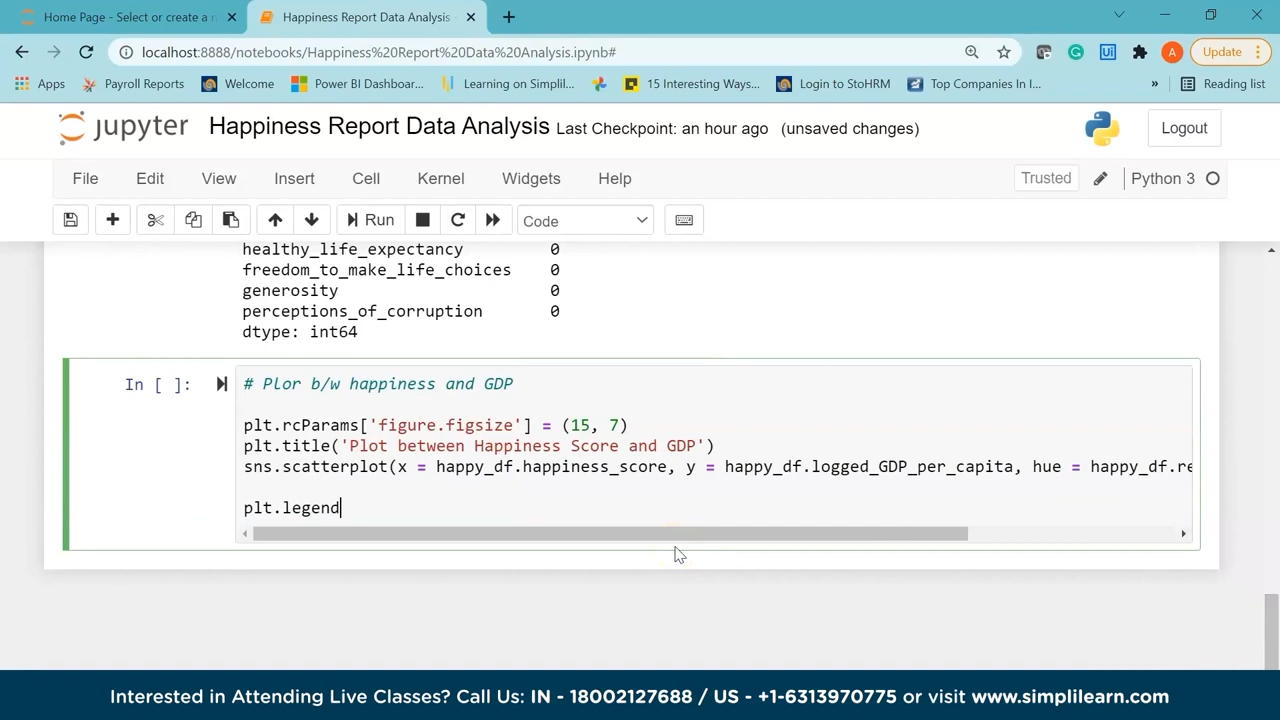 Home Page - Select or create a n
Happiness Report Data Analysis -
localhost:8888/notebooks/Happiness%20Report%20Data%20Analysis.ipynb#
A
Update
Apps
Payroll Reports
Welcome
Power BI Dashboar...
Learning on Simplil...
15 Interesting Ways...
Login to StoHRM
Top Companies In I...
»
Reading list
jupyter
Happiness Report Data Analysis Last Checkpoint: an hour ago (unsaved changes)
Logout
File
Edit
View
Insert
Cell
Kernel
Widgets
Help
Trusted
Python 3
Run
Code
healthy_life_expectancy 0
freedom_to_make_life_choices 0
generosity 0
perceptions_of_corruption 0
dtype: int64
In [ ]:
# Plor b/w happiness and GDP
plt.rcParams['figure.figsize'] = (15, 7)
plt.title('Plot between Happiness Score and GDP')
sns.scatterplot(x = happy_df.happiness_score, y = happy_df.logged_GDP_per_capita, hue = happy_df.re
plt.legend
Interested in Attending Live Classes? Call Us: IN - 18002127688 / US - +1-6313970775 or visit www.simplilearn.com